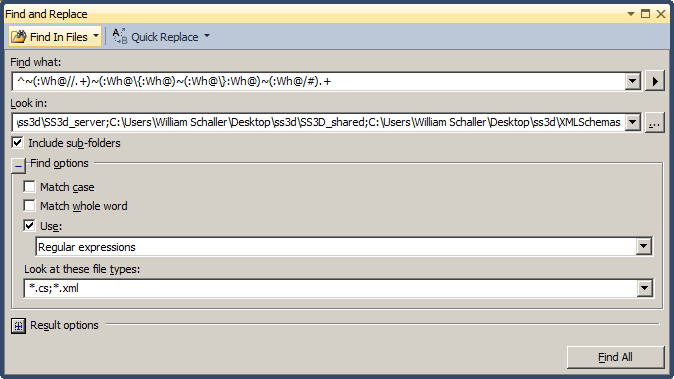 Find and Replace
Find In Files Quick Replace
Find what:
^~(:Wh@//.+)~(:Wh@\{:Wh@)~(:Wh@\}:Wh@)~(:Wh@/#).+
Look in:
\ss3d\SS3d_server;C:\Users\William Schaller\Desktop\ss3d\SS3D_shared;C:\Users\William Schaller\Desktop\ss3d\XMLSchemas
...
Include sub-folders
Find options
Match case
Match whole word
Use:
Regular expressions
Look at these file types:
*.cs;*.xml
Result options
Find All